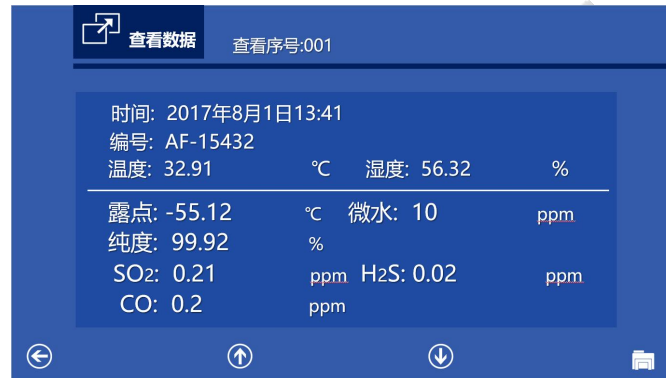 查看数据
查看序号:001
时间: 2017年8月1日13:41
编号: AF-15432
温度: 32.91 ℃ 湿度: 56.32 %
露点: -55.12 ℃ 微水: 10 ppm
纯度: 99.92 %
SO2: 0.21 ppm H2S: 0.02 ppm
CO: 0.2 ppm